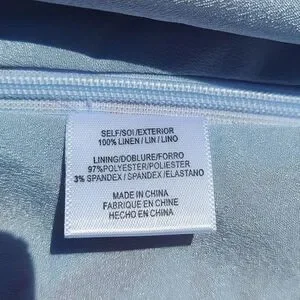 SELF/SOI/EXTERIOR
100% LINEN / LIN / LINO
LINING/DOBLURE/FORRO
97%POLYESTER/POLIESTER
3% SPANDEX / SPANDEX /ELASTANO
MADE IN CHINA
FABRIQUE EN CHINE
HECHO EN CHINA